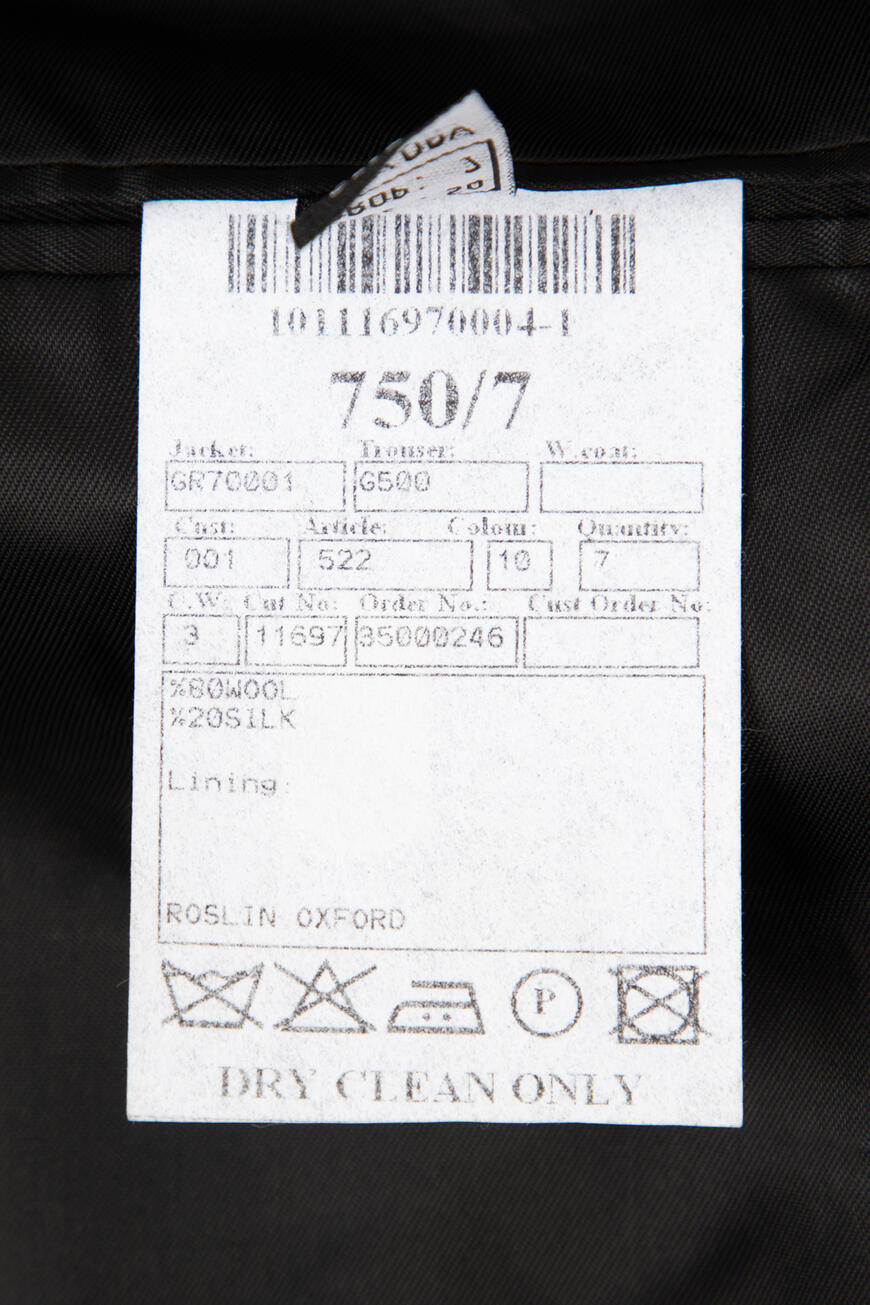 101116970004-1
750/7
Jacket: Trouser: W.coat:
GR70001 G500
Cust: Article: Colour: Quantity:
001 522 10 7
C.W: Cut No: Order No.: Cust Order No:
3 11697 35000246
%80WOOL
%20SILK
Lining:
ROSLIN OXFORD
P
DRY CLEAN ONLY